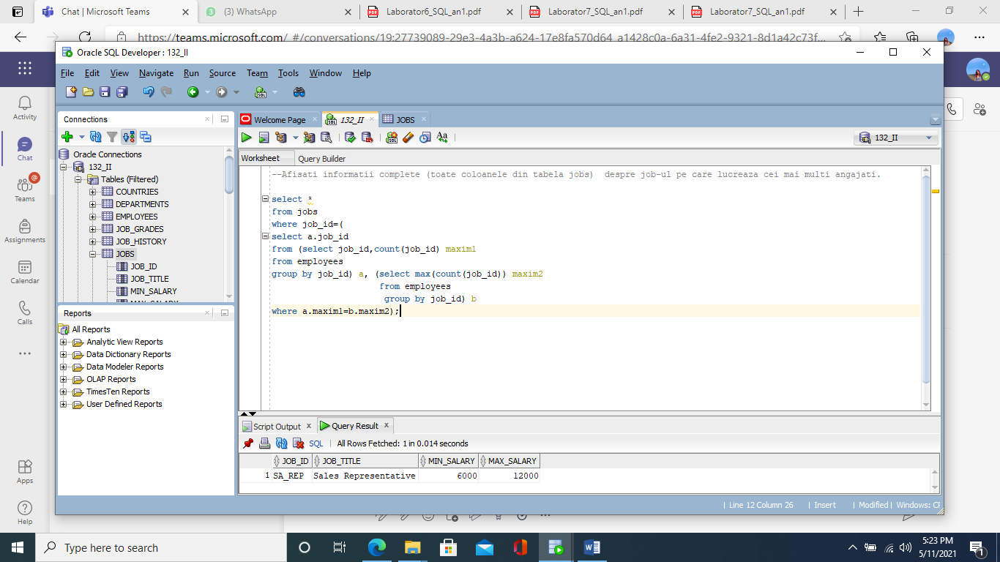 Chat | Microsoft Teams
(3) WhatsApp
Laborator6_SQL_an1.pdf
Laborator7_SQL_an1.pdf
Laborator7_SQL_an1.pdf
https://teams.microsoft.com/_#/conversations/19:27739089-29e3-4a3b-a624-17e8fa570d64_a1428c0a-6a31-4fe2-9321-8d1a42c73f...
Oracle SQL Developer : 132_II
File Edit View Navigate Run Source Team Tools Window Help
Activity
Chat
Teams
Assignments
Calendar
Calls
Apps
Help
Connections
Oracle Connections
132_II
Tables (Filtered)
COUNTRIES
DEPARTMENTS
EMPLOYEES
JOB_GRADES
JOB_HISTORY
JOBS
JOB_ID
JOB_TITLE
MIN_SALARY
MAX_SALARY
Reports
All Reports
Analytic View Reports
Data Dictionary Reports
Data Modeler Reports
OLAP Reports
TimesTen Reports
User Defined Reports
Welcome Page
132_II
JOBS
132_II
Worksheet Query Builder
--Afisati informatii complete (toate coloanele din tabela jobs)  despre job-ul pe care lucreaza cei mai multi angajati.
select *
from jobs
where job_id=(
select a.job_id
from (select job_id,count(job_id) maxim1
from employees
group by job_id) a, (select max(count(job_id)) maxim2
from employees
group by job_id) b
where a.maxim1=b.maxim2);
Script Output Query Result
SQL | All Rows Fetched: 1 in 0.014 seconds
JOB_ID JOB_TITLE MIN_SALARY MAX_SALARY
1 SA_REP Sales Representative 6000 12000
| Line 12 Column 26 | Insert | Modified | Windows: CF
Type here to search
5:23 PM
5/11/2021
1